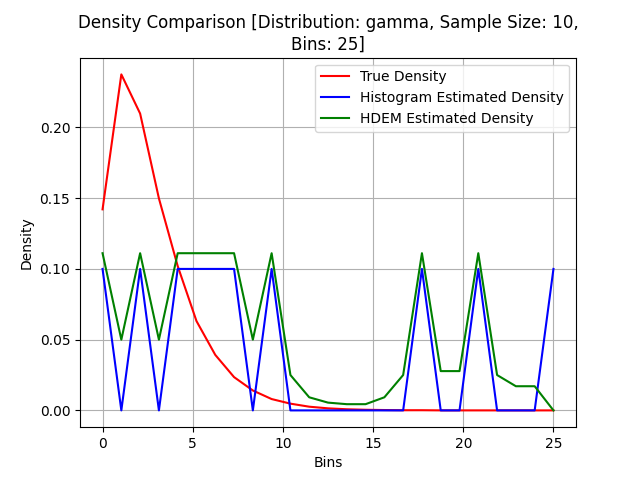 Density Comparison [Distribution: gamma, Sample Size: 10,
Bins: 25]
True Density
Histogram Estimated Density
HDEM Estimated Density
Density
0.20
0.15
0.10
0.05
0.00
0 5 10 15 20 25
Bins